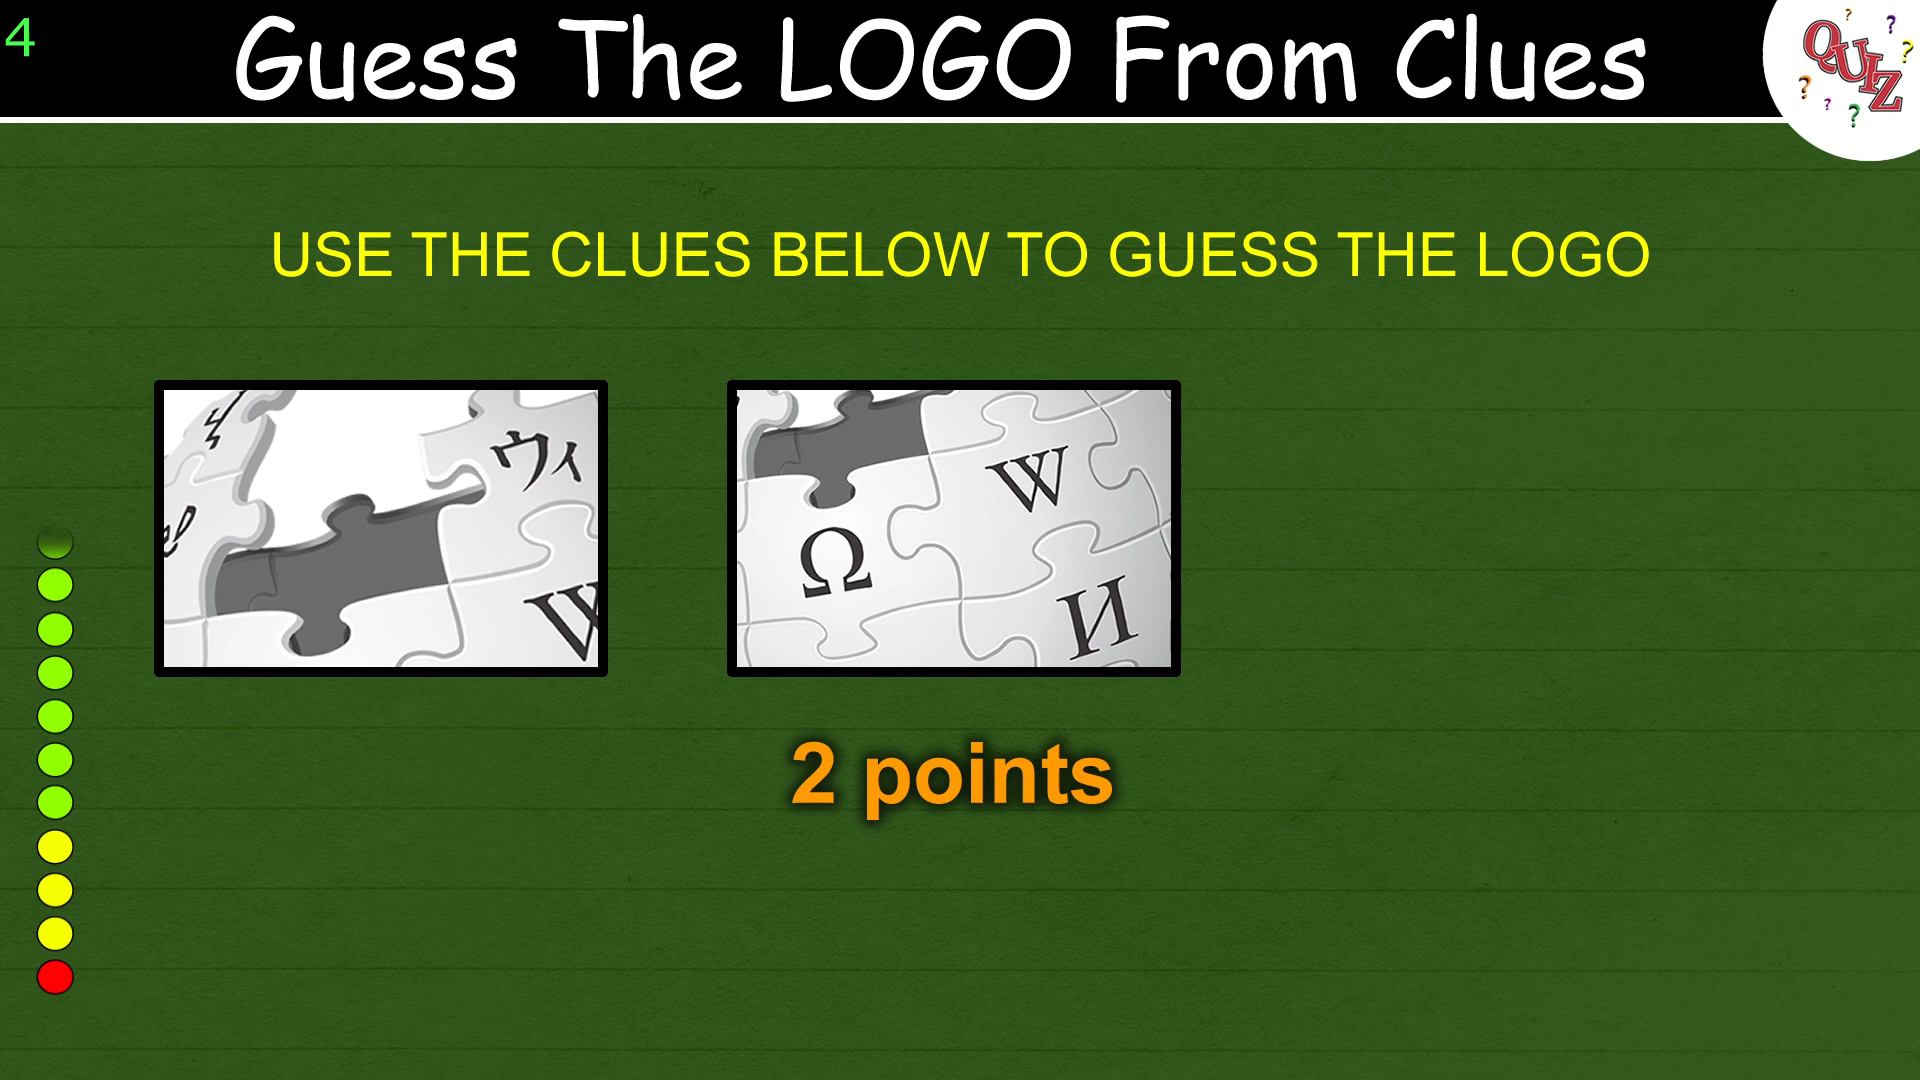 4
Guess The LOGO From Clues
QUIZ
USE THE CLUES BELOW TO GUESS THE LOGO
ウィ
W
W
Ω
И
2 points